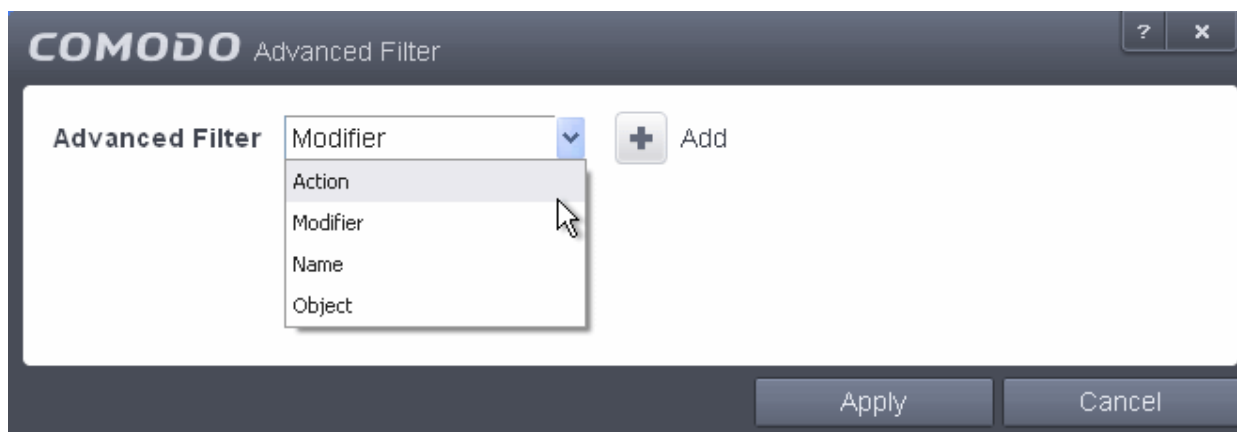 COMODO Advanced Filter ? x
Advanced Filter Modifier + Add
Action
Modifier
Name
Object
Apply Cancel